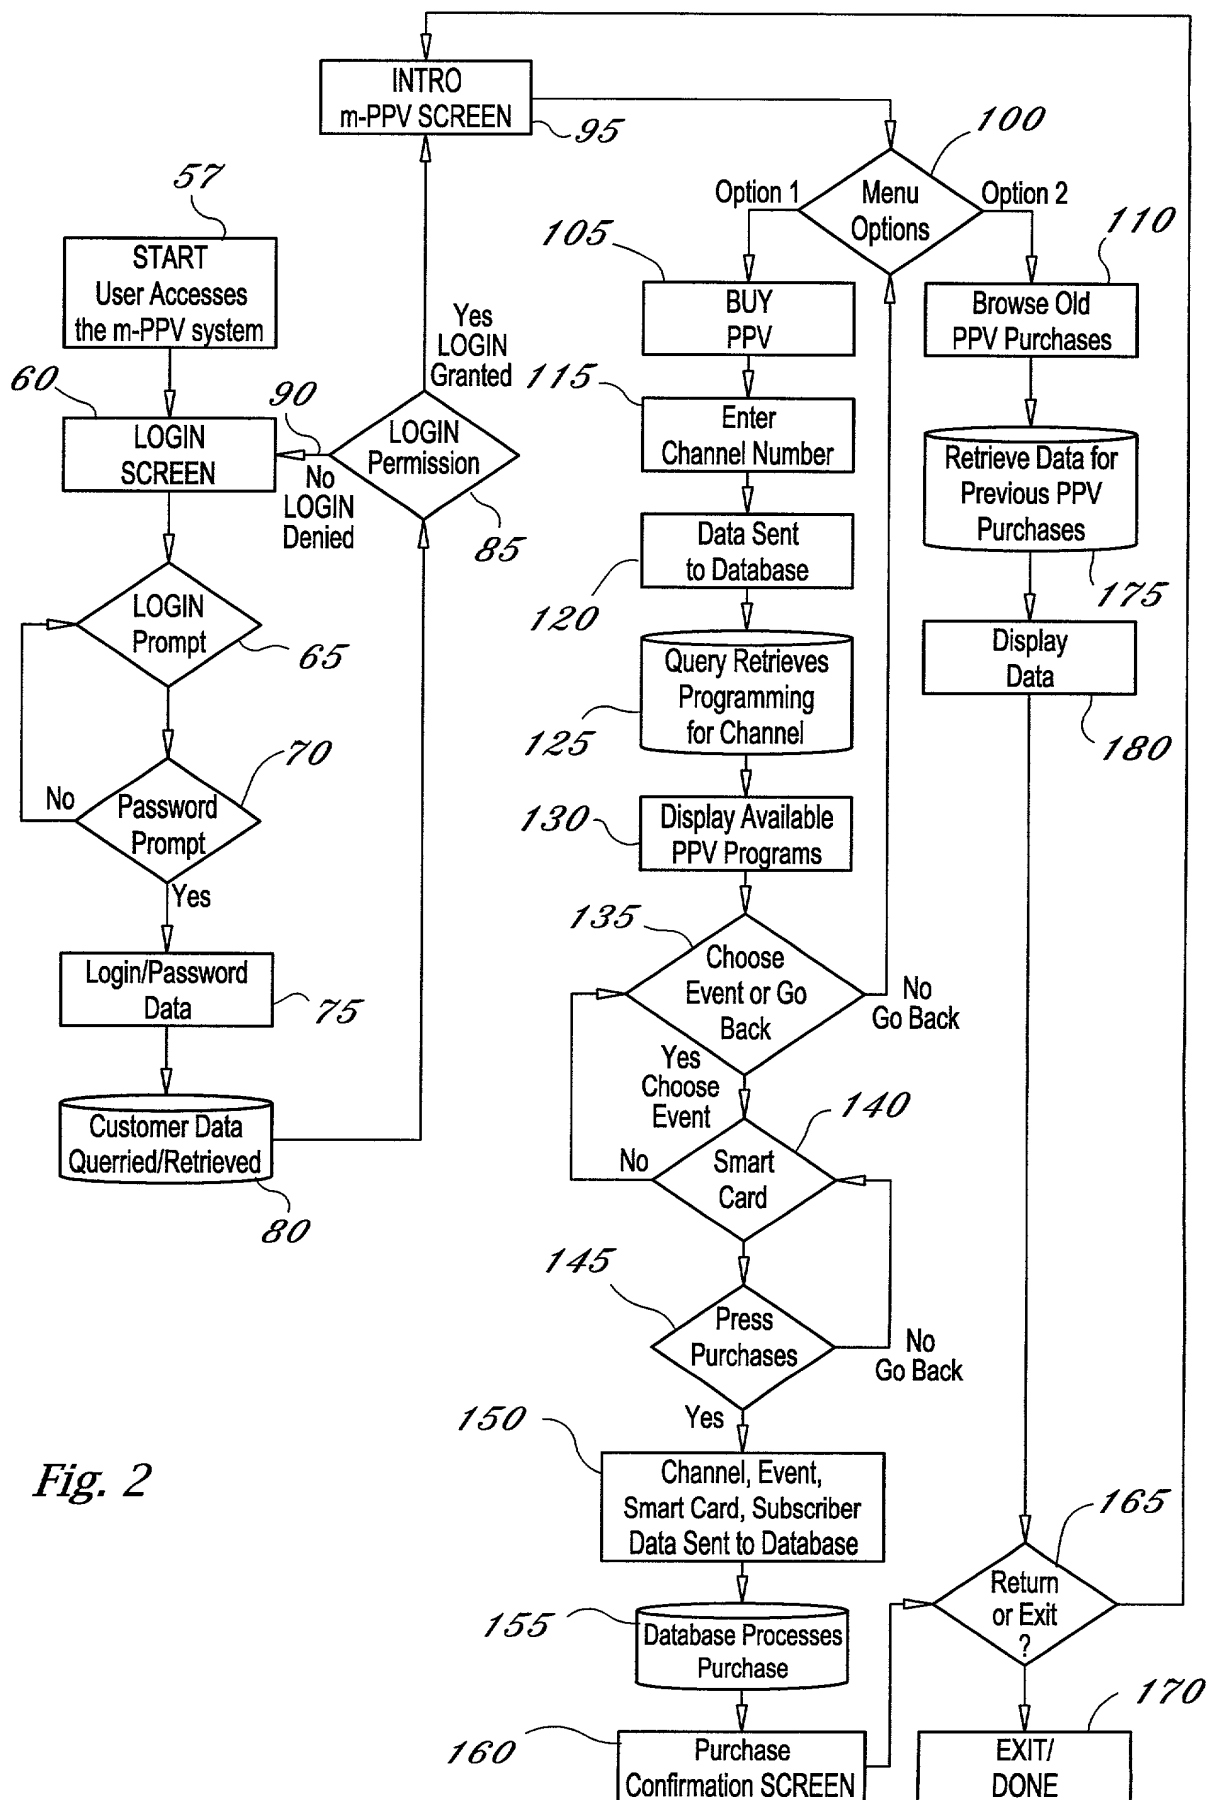 INTRO
m-PPV SCREEN
95
57
START
User Accesses
the m-PPV system
60
LOGIN
SCREEN
90
No
LOGIN
Denied
Yes
LOGIN
Granted
LOGIN
Permission
85
LOGIN
Prompt
65
70
No
Password
Prompt
Yes
Login/Password
Data
75
Customer Data
Querried/Retrieved
80
100
Menu
Options
Option 1
Option 2
105
BUY
PPV
110
Browse Old
PPV Purchases
115
Enter
Channel Number
Data Sent
to Database
120
Retrieve Data for
Previous PPV
Purchases
175
Query Retrieves
Programming
for Channel
125
Display
Data
180
130
Display Available
PPV Programs
135
Choose
Event or Go
Back
No
Go Back
Yes
Choose
Event
140
No
Smart
Card
145
Press
Purchases
No
Go Back
Yes
150
Channel, Event,
Smart Card, Subscriber
Data Sent to Database
155
Database Processes
Purchase
160
Purchase
Confirmation SCREEN
165
Return
or Exit
?
170
EXIT/
DONE
Fig. 2